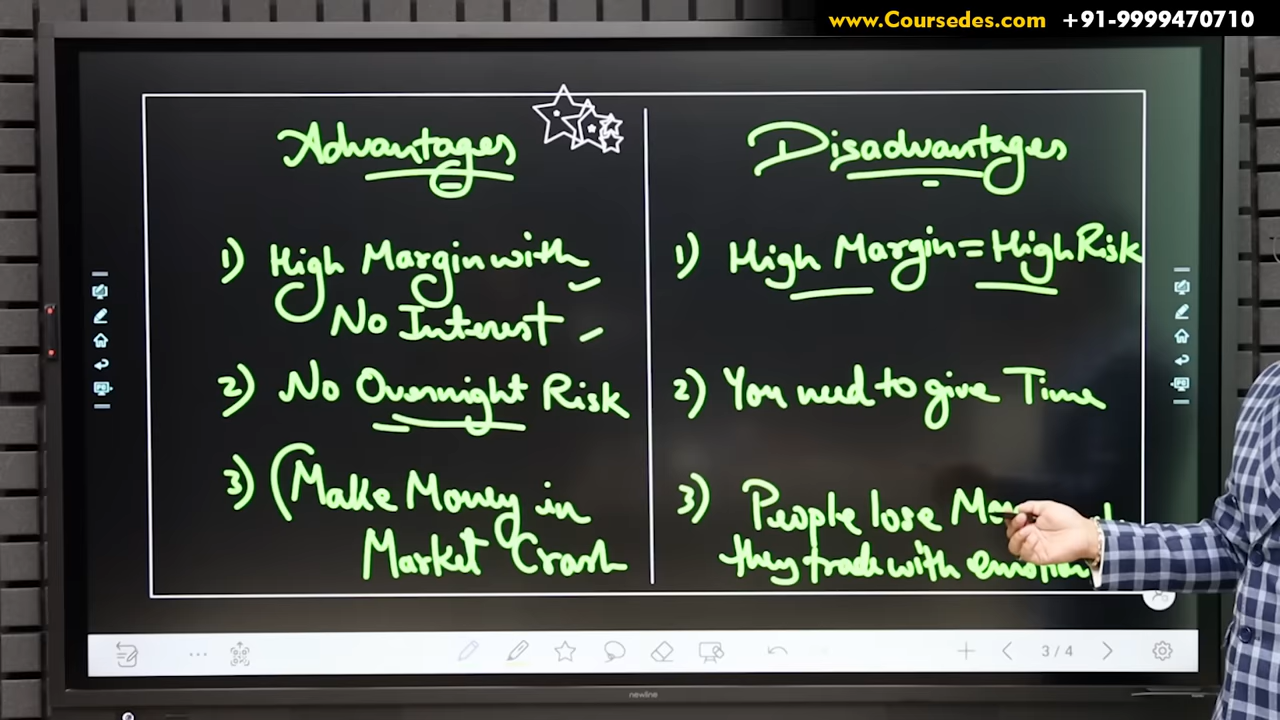 www.Coursedes.com +91-9999470710
Advantages
1) High Margin with
No Interest
2) No Overnight Risk
3) (Make Money in
Market Crash
Disadvantages
1) High Margin = High Risk
2) You need to give Time
3) People lose
they trade with
3/4
newline